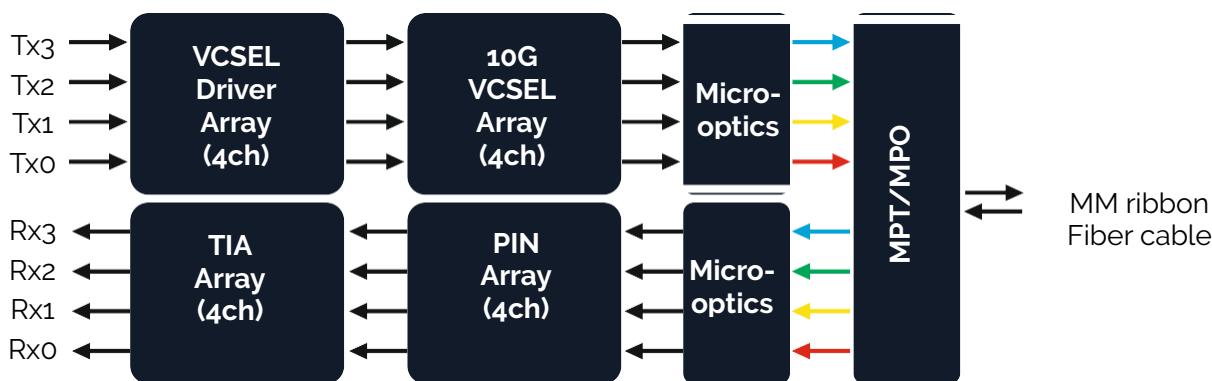 Tx3
Tx2
Tx1
Tx0
VCSEL
Driver
Array
(4ch)
10G
VCSEL
Array
(4ch)
Micro-
optics
MPT/MPO
MM ribbon
Fiber cable
Rx3
Rx2
Rx1
Rx0
TIA
Array
(4ch)
PIN
Array
(4ch)
Micro-
optics